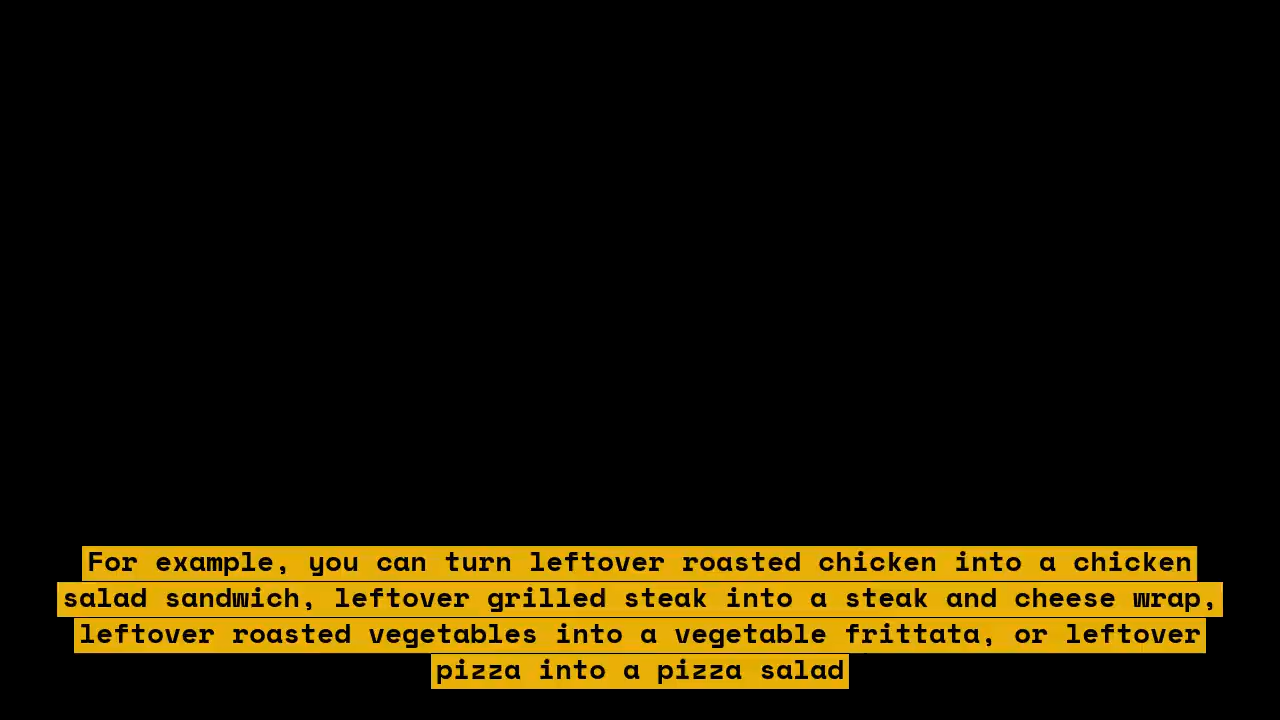 For example, you can turn leftover roasted chicken into a chicken
salad sandwich, leftover grilled steak into a steak and cheese wrap,
leftover roasted vegetables into a vegetable frittata, or leftover
pizza into a pizza salad